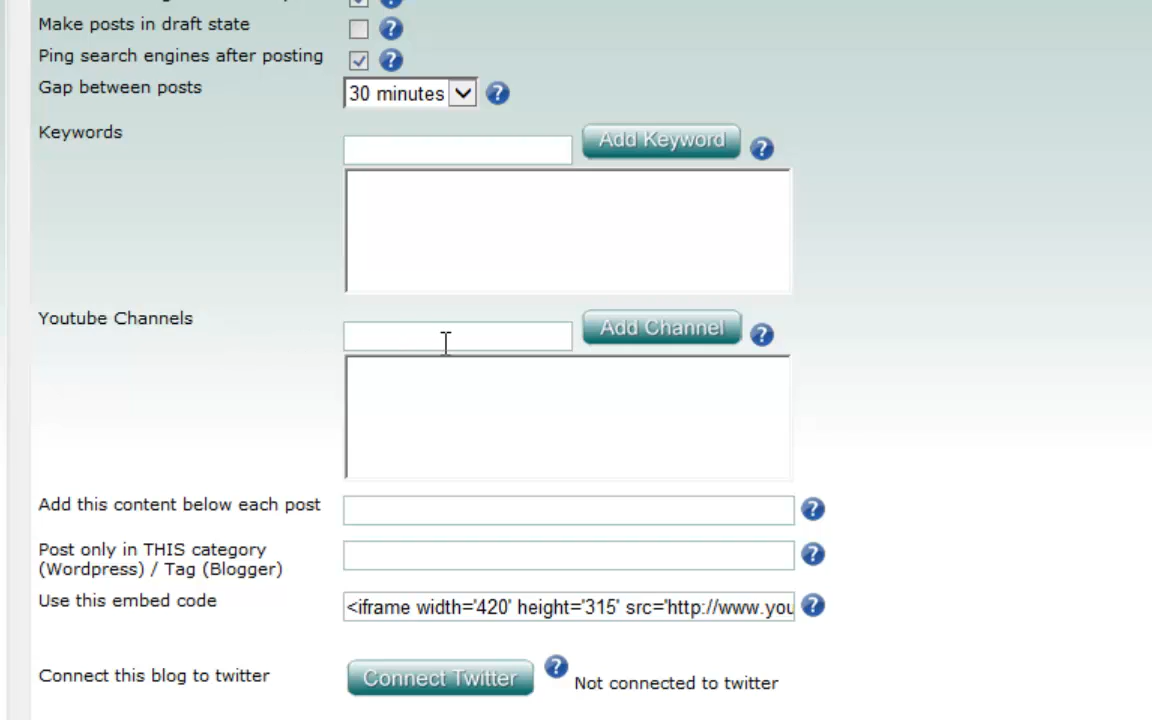 Make posts in draft state
Ping search engines after posting
Gap between posts
30 minutes
Keywords
Add Keyword
Youtube Channels
Add Channel
Add this content below each post
Post only in THIS category
(Wordpress) / Tag (Blogger)
Use this embed code
<iframe width='420' height='315' src='http://www.you
Connect this blog to twitter
Connect Twitter
Not connected to twitter